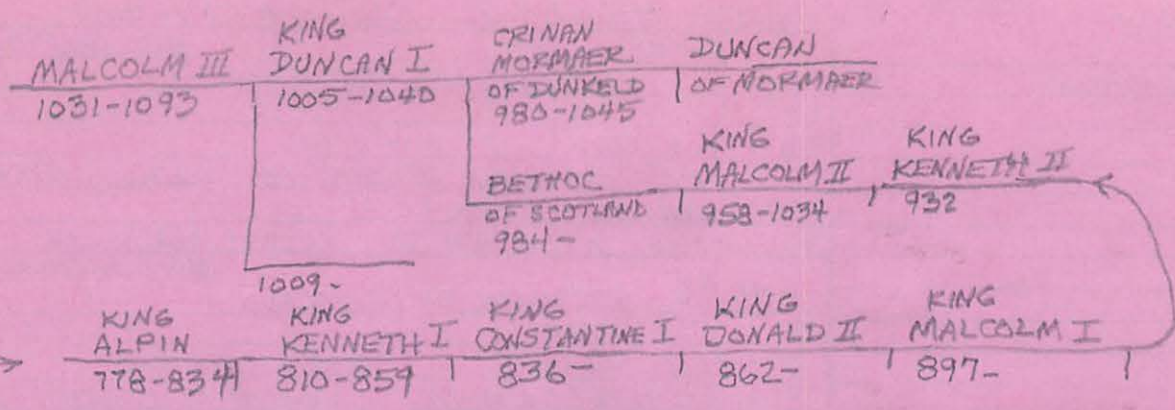 MALCOLM III
1031-1093
KING
DUNCAN I
1005-1040
1009-
CRINAN
MORMAER
OF DUNKELD
980-1045
DUNCAN
OF MORMAER
BETHOC
OF SCOTLAND
984-
KING
MALCOLM II
958-1034
KING
KENNETH II
932
KING
ALPIN
778-834
KING
KENNETH I
810-859
KING
CONSTANTINE I
836-
KING
DONALD II
862-
KING
MALCOLM I
897-